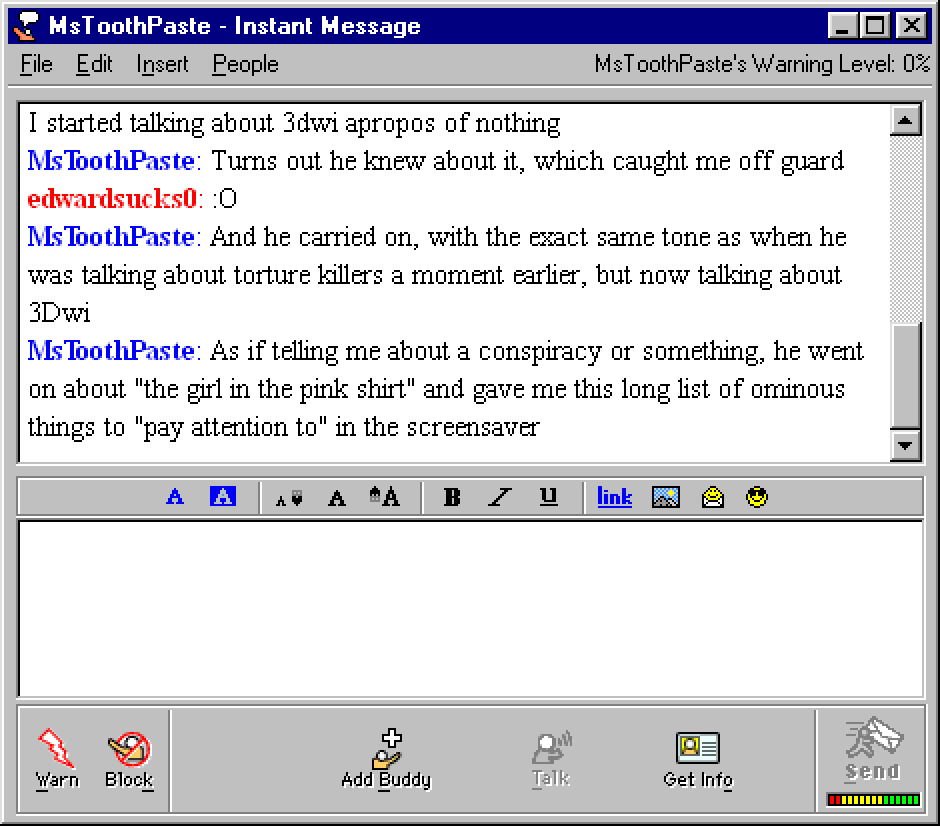 MsToothPaste - Instant Message
File Edit Insert People MsToothPaste's Warning Level: 0%
I started talking about 3dwi apropos of nothing
MsToothPaste: Turns out he knew about it, which caught me off guard
edwardsucks0: :O
MsToothPaste: And he carried on, with the exact same tone as when he
was talking about torture killers a moment earlier, but now talking about
3Dwi
MsToothPaste: As if telling me about a conspiracy or something, he went
on about "the girl in the pink shirt" and gave me this long list of ominous
things to "pay attention to" in the screensaver
A A A A A B I U link
Warn Block Add Buddy Talk Get Info Send